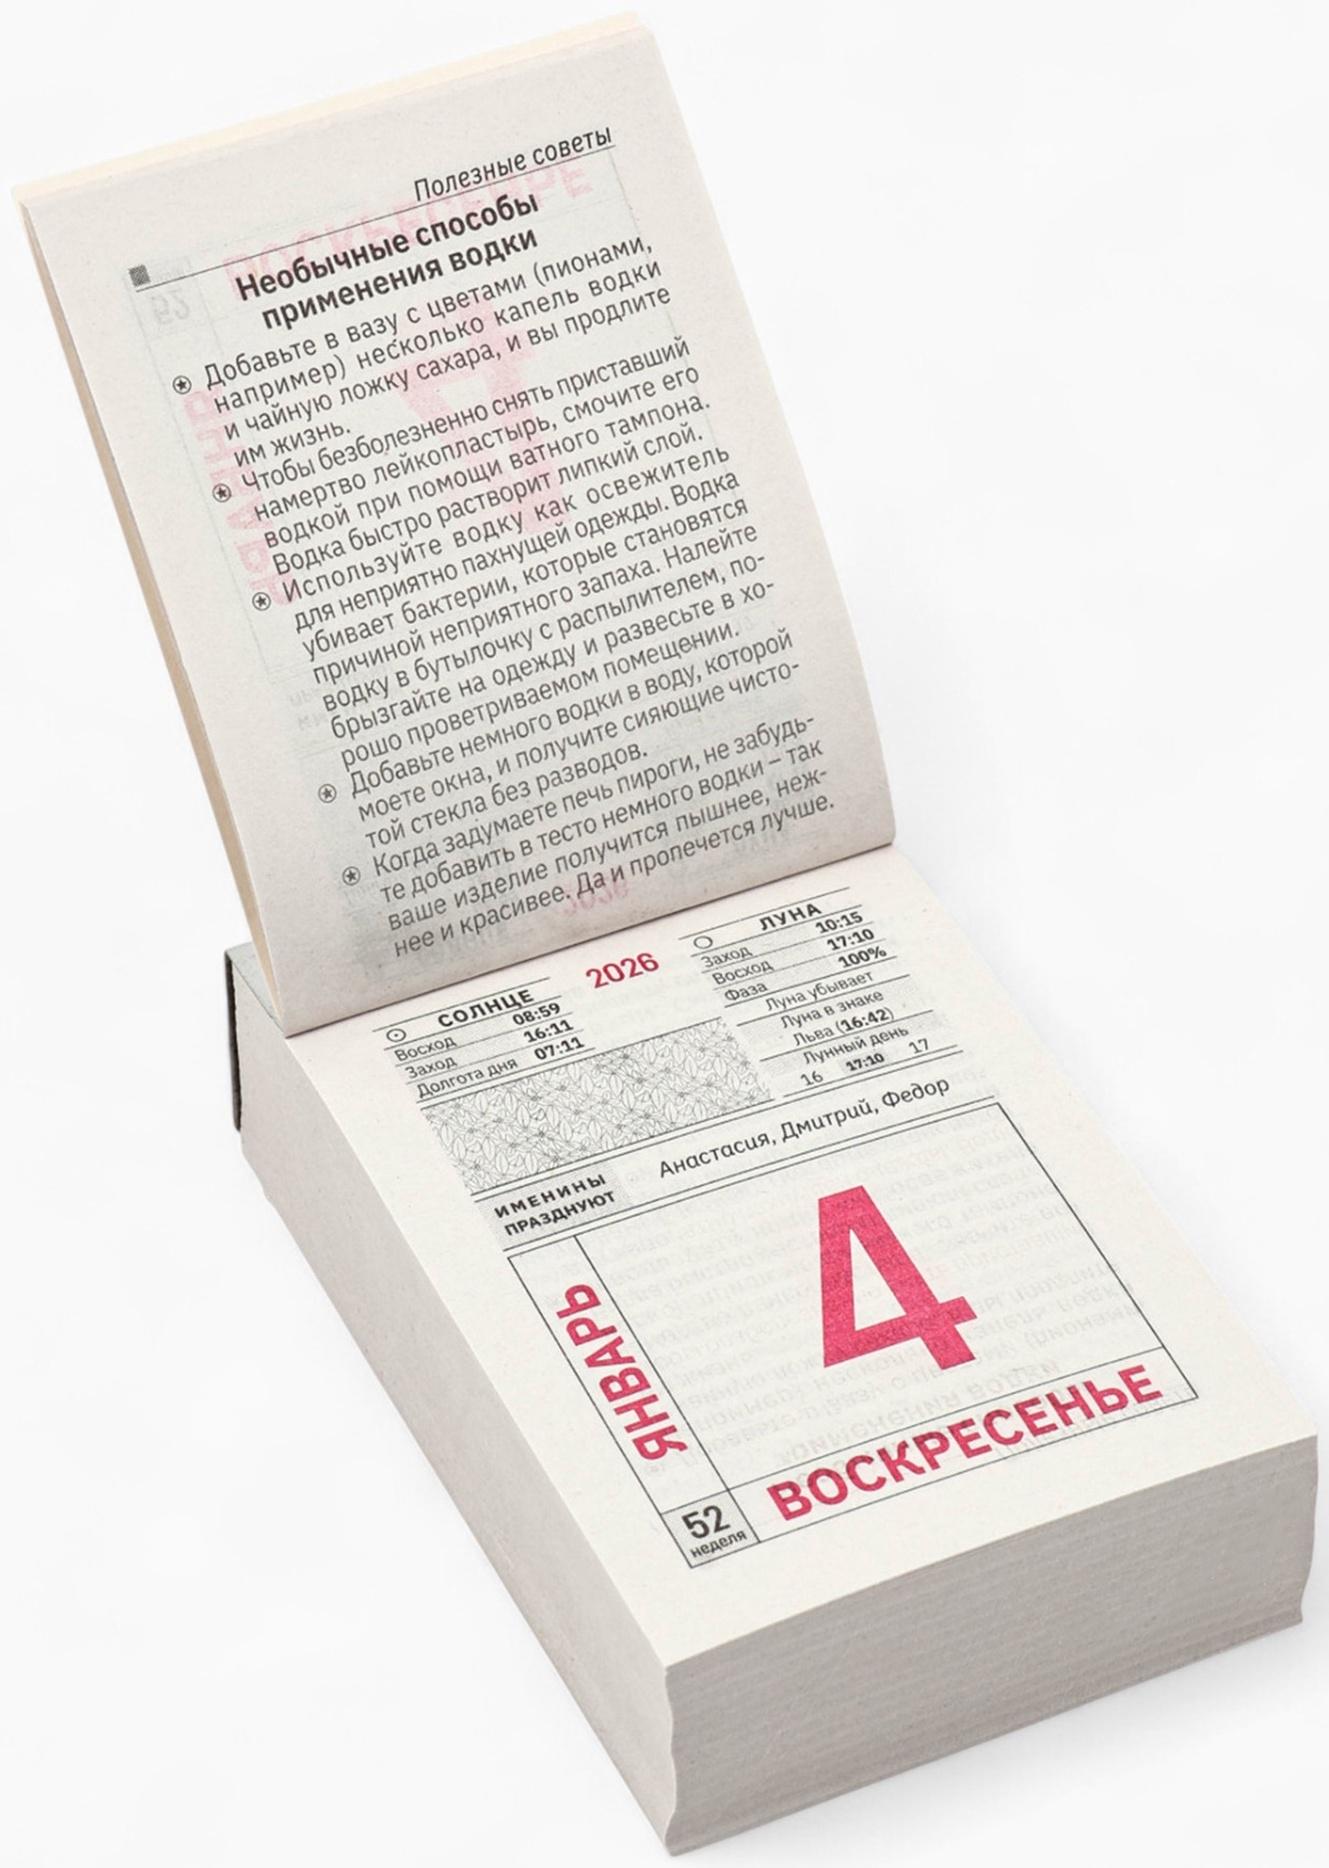 Полезные советы
Необычные способы
применения водки
Добавьте в вазу с цветами (пионами,
например) несколько капель водки
и чайную ложку сахара, и вы продлите
им жизнь.
Чтобы безболезненно снять приставший
намертво лейкопластырь, смочите его
водкой при помощи ватного тампона.
Водка быстро растворит липкий слой.
Используйте водку как освежитель
для неприятно пахнущей одежды. Водка
убивает бактерии, которые становятся
причиной неприятного запаха. Налейте
водку в бутылочку с распылителем, по-
брызгайте на одежду и развесьте в хо-
рошо проветриваемом помещении.
Добавьте немного водки в воду, которой
моете окна, и получите сияющие чисто-
той стекла без разводов.
Когда задумаете печь пироги, не забудь-
те добавить в тесто немного водки – так
ваше изделие получится пышнее, неж-
нее и красивее. Да и пропечется лучше.
СОЛНЦЕ
Восход 08:59
Заход 16:11
Долгота дня 07:11
2026
ЛУНА
Заход 10:15
Восход 17:10
Фаза 100%
Луна убывает
Луна в знаке
Льва (16:42)
Лунный день
16 17:10 17
ИМЕНИНЫ
ПРАЗДНУЮТ
Анастасия, Дмитрий, Федор
ЯНВАРЬ
4
ВОСКРЕСЕНЬЕ
52
неделя